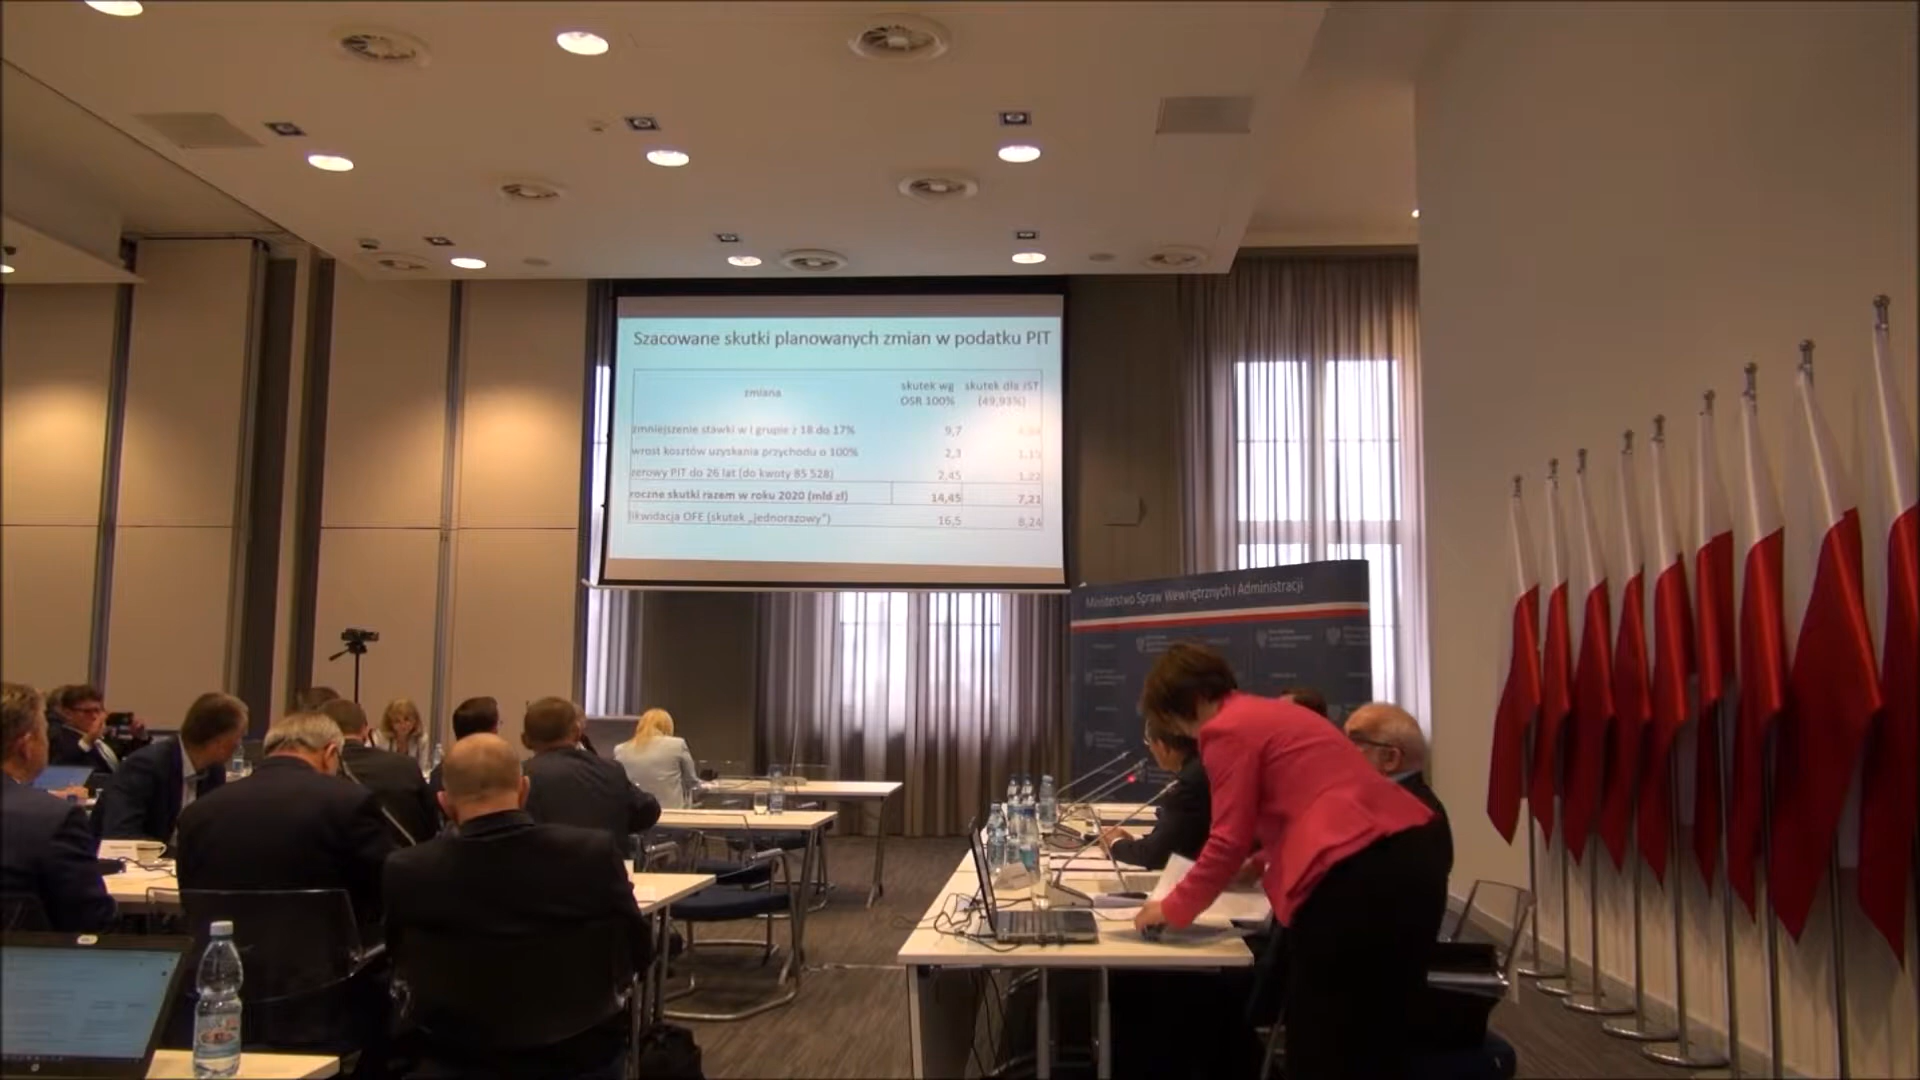 Szacowane skutki planowanych zmian w podatku PIT
zmiana
skutek wg OSR 100%
skutek dla JST (49,93%)
zmniejszenie stawki w I grupie z 18 do 17% 9,7
wrost kosztów uzyskania przychodu o 100% 2,3 1,15
zerowy PIT do 26 lat (do kwoty 85 528) 2,45 1,22
roczne skutki razem w roku 2020 (mld zł) 14,45 7,21
likwidacja OFE (skutek „jednorazowy") 16,5 8,24
Ministerstwo Spraw Wewnętrznych i Administracji